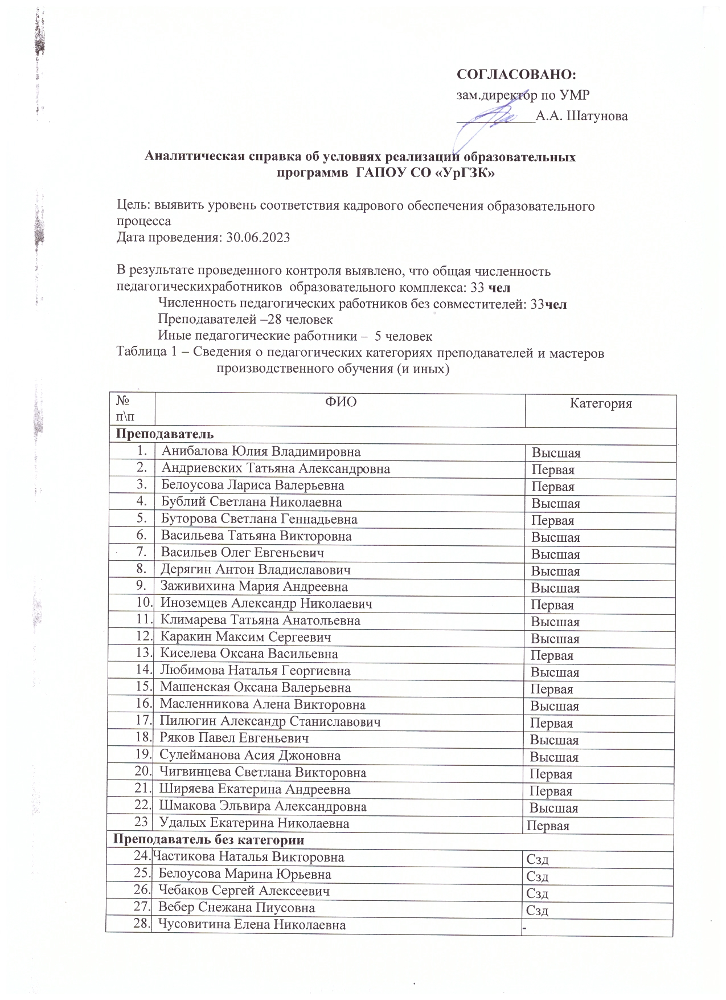 СОГЛАСОВАНО:
зам.директор по УМР
___________А.А. Шатунова
Аналитическая справка об условиях реализации образовательных
программв ГАПОУ СО «УрГЗК»
Цель: выявить уровень соответствия кадрового обеспечения образовательного
процесса
Дата проведения: 30.06.2023
В результате проведенного контроля выявлено, что общая численность
педагогическихработников образовательного комплекса: 33 чел
Численность педагогических работников без совместителей: 33чел
Преподавателей –28 человек
Иные педагогические работники – 5 человек
Таблица 1 – Сведения о педагогических категориях преподавателей и мастеров
производственного обучения (и иных)
№ п\п ФИО Категория
Преподаватель
1. Анибалова Юлия Владимировна Высшая
2. Андриевских Татьяна Александровна Первая
3. Белоусова Лариса Валерьевна Первая
4. Бублий Светлана Николаевна Высшая
5. Буторова Светлана Геннадьевна Первая
6. Васильева Татьяна Викторовна Высшая
7. Васильев Олег Евгеньевич Высшая
8. Дерягин Антон Владиславович Высшая
9. Заживихина Мария Андреевна Высшая
10. Иноземцев Александр Николаевич Первая
11. Климарева Татьяна Анатольевна Высшая
12. Каракин Максим Сергеевич Высшая
13. Киселева Оксана Васильевна Первая
14. Любимова Наталья Георгиевна Высшая
15. Машенская Оксана Валерьевна Первая
16. Масленникова Алена Викторовна Высшая
17. Пилюгин Александр Станиславович Первая
18. Ряков Павел Евгеньевич Высшая
19. Сулейманова Асия Джоновна Высшая
20. Чигвинцева Светлана Викторовна Первая
21. Ширяева Екатерина Андреевна Первая
22. Шмакова Эльвира Александровна Высшая
23 Удалых Екатерина Николаевна Первая
Преподаватель без категории
24. Частикова Наталья Викторовна Сзд
25. Белоусова Марина Юрьевна Сзд
26. Чебаков Сергей Алексеевич Сзд
27. Вебер Снежана Пиусовна Сзд
28. Чусовитина Елена Николаевна -